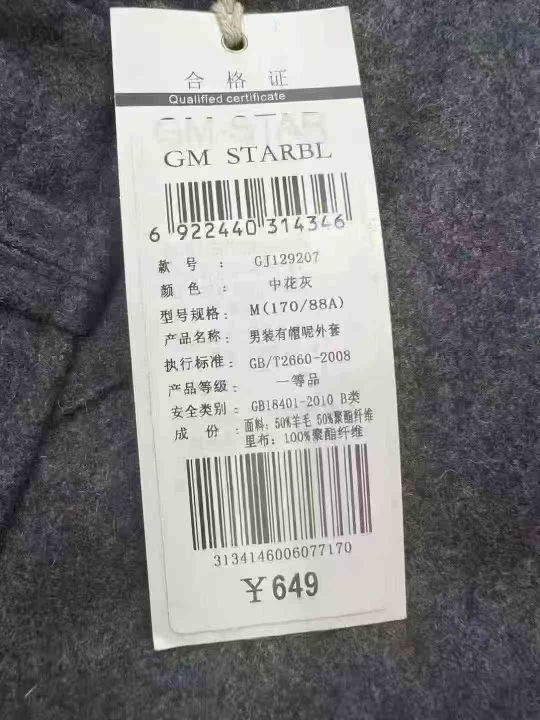 合格证
Qualified certificate
GM-STAR
GM STARBL
6 922440 314346
款号: GJ129207
颜色: 中花灰
型号规格: M(170/88A)
产品名称: 男装有帽呢外套
执行标准: GB/T2660-2008
产品等级: 一等品
安全类别: GB18401-2010 B类
成份: 面料: 50%羊毛 50%聚酯纤维
里布: 100%聚酯纤维
3134146006077170
￥649